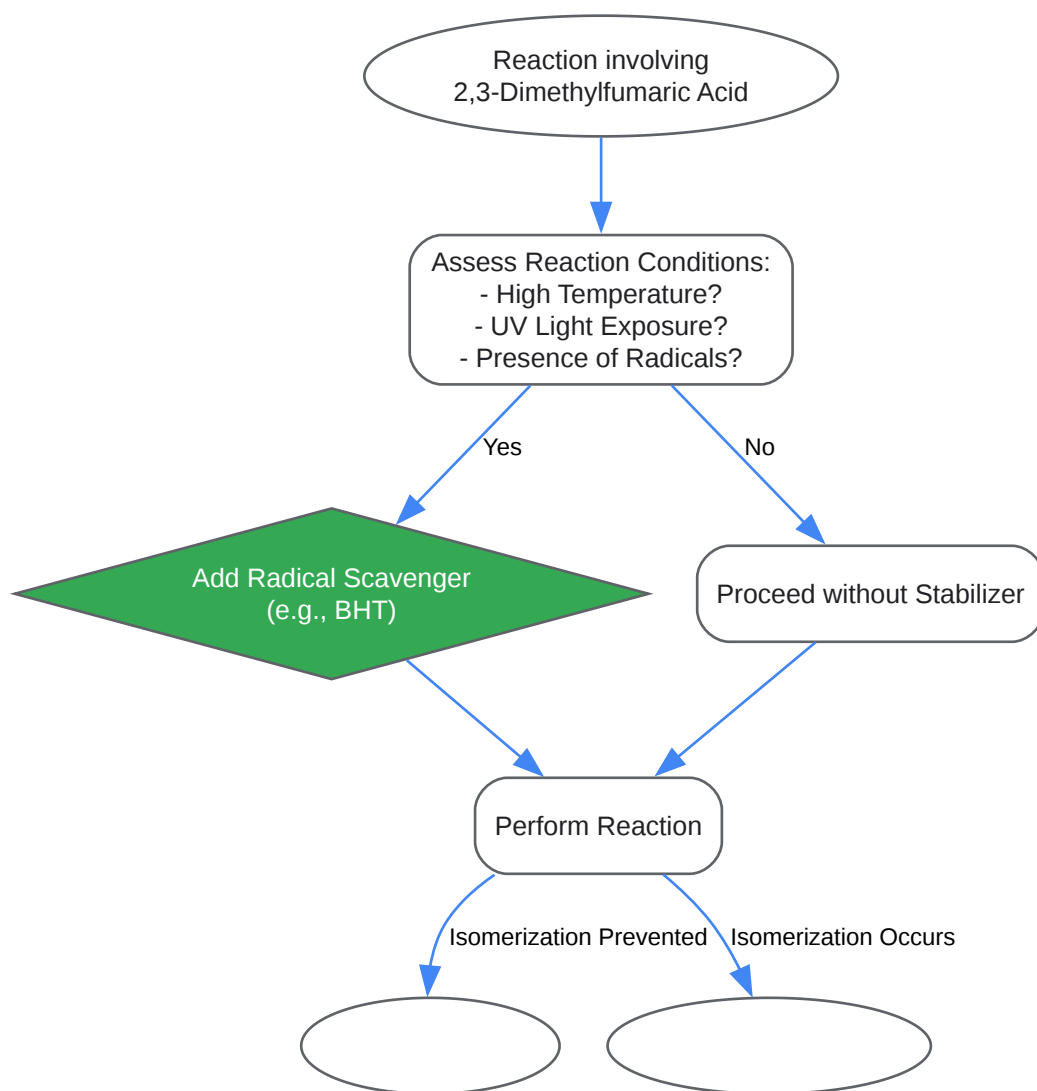 Reaction involving
2,3-Dimethylfumaric Acid
Assess Reaction Conditions:
- High Temperature?
- UV Light Exposure?
- Presence of Radicals?
Yes
No
Add Radical Scavenger
(e.g., BHT)
Proceed without Stabilizer
Perform Reaction
Isomerization Prevented
Isomerization Occurs